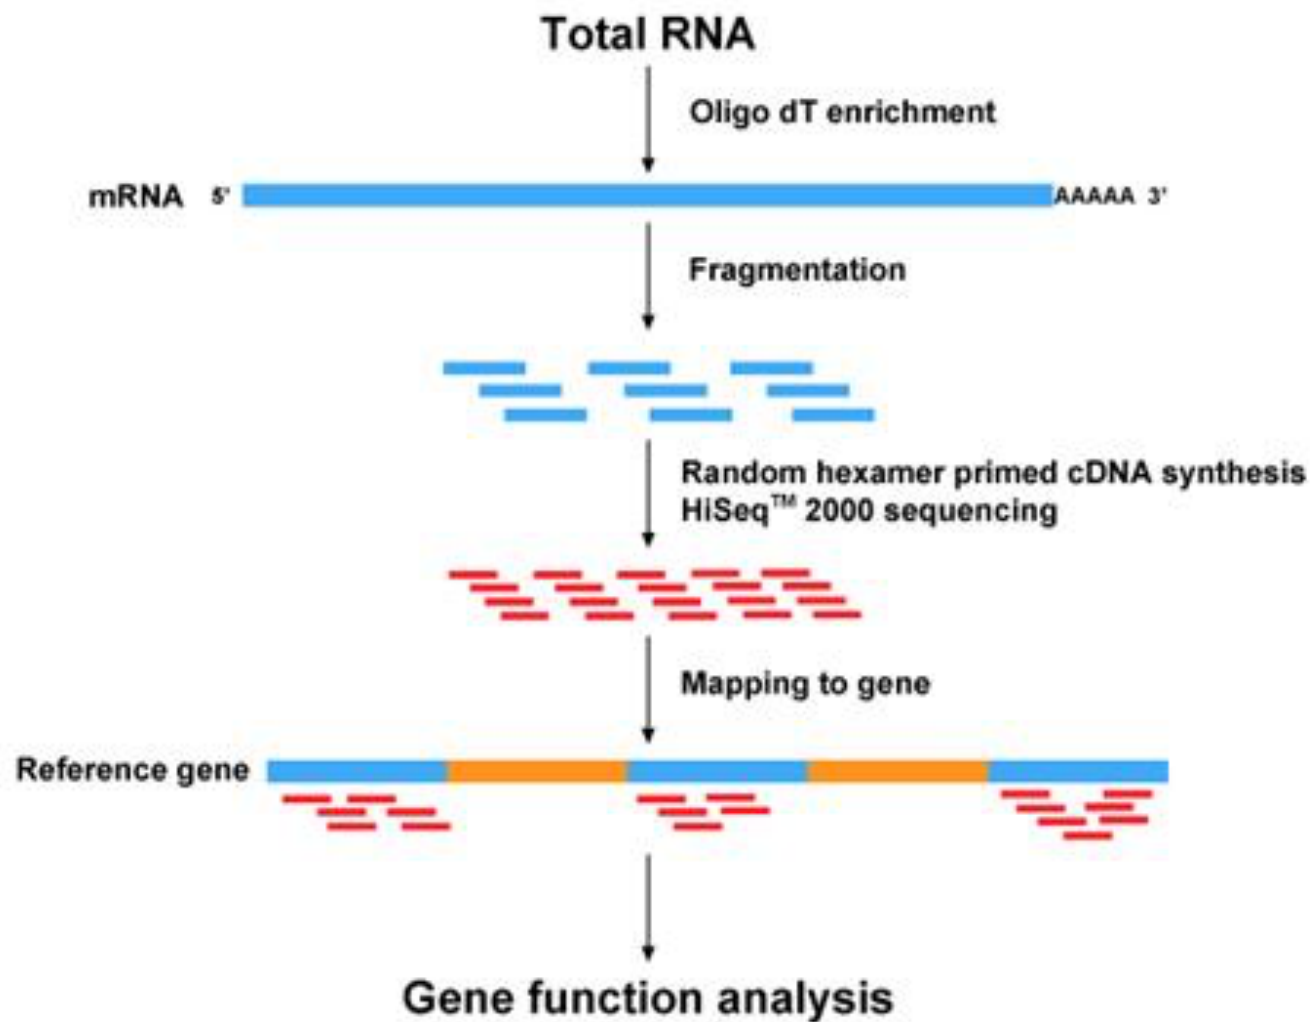 Total RNA
Oligo dT enrichment
mRNA 5' AAAAA 3'
Fragmentation
Random hexamer primed cDNA synthesis
HiSeq™ 2000 sequencing
Mapping to gene
Reference gene
Gene function analysis